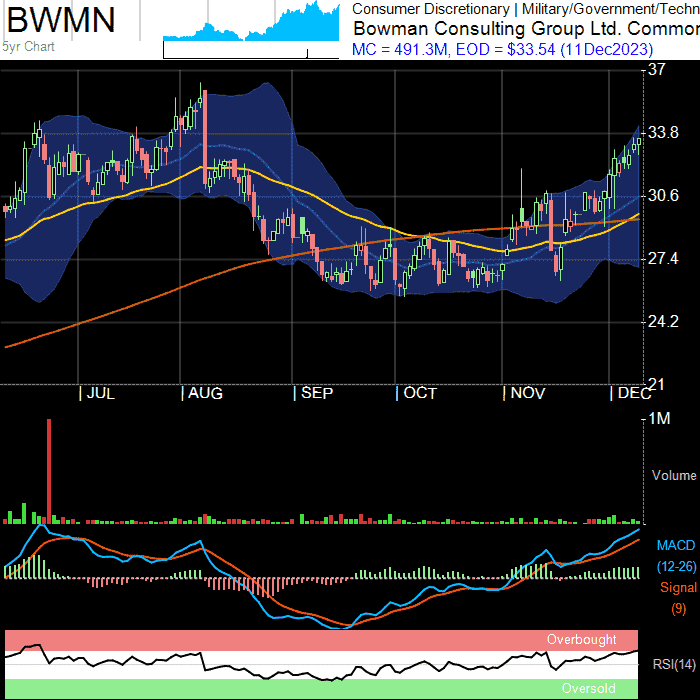 BWMN
5yr Chart
Consumer Discretionary | Military/Government/Techn
Bowman Consulting Group Ltd. Common
MC = 491.3M, EOD = $33.54 (11Dec2023)
37
33.8
30.6
27.4
24.2
21
| JUL | AUG | SEP | OCT | NOV | DEC
1M
Volume
MACD
(12-26)
Signal
(9)
Overbought
RSI(14)
Oversold